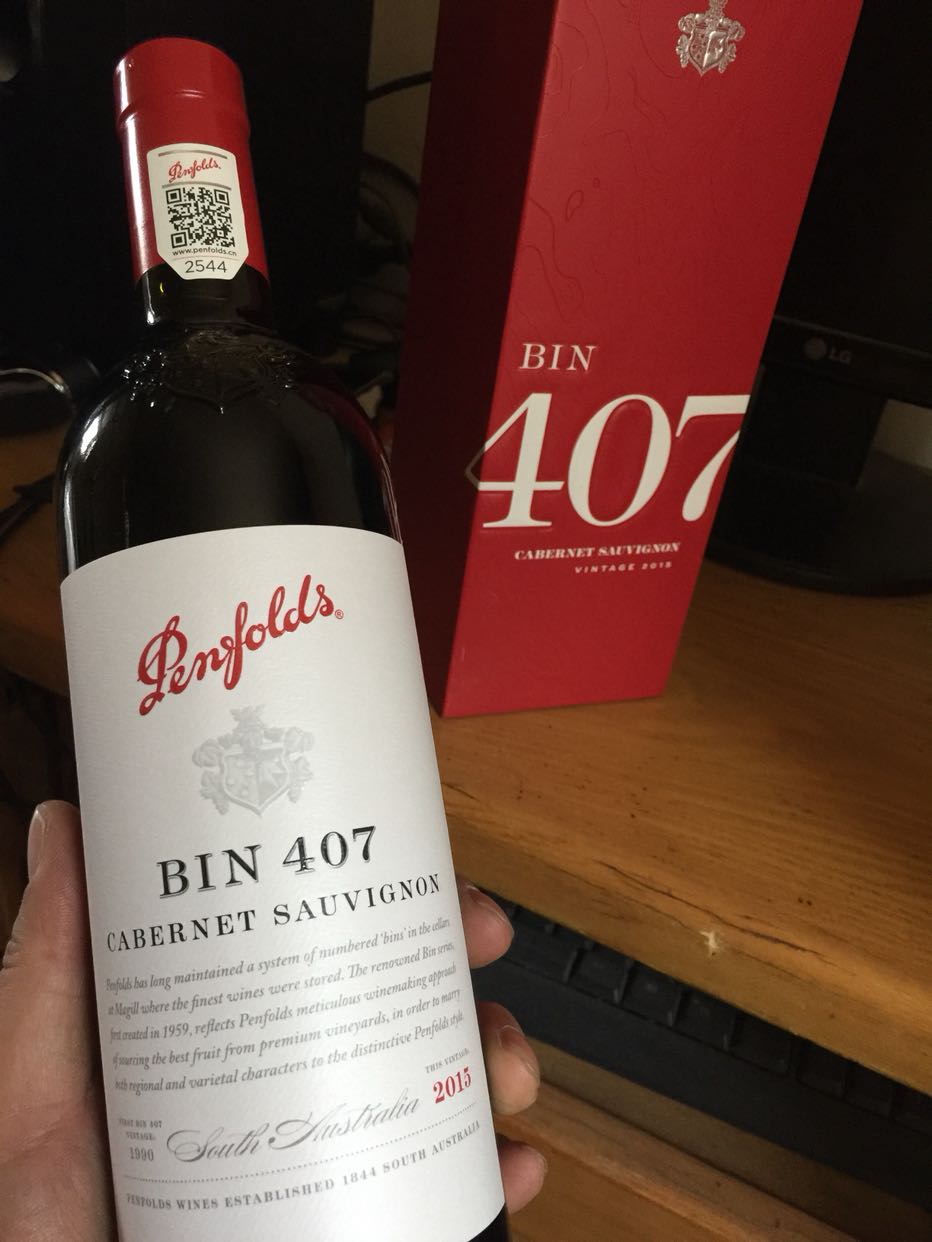 Penfolds.
www.penfolds.cn
2544
BIN
407
CABERNET SAUVIGNON
VINTAGE 2015
LG
Penfolds®
BIN 407
CABERNET SAUVIGNON
Penfolds has long maintained a system of numbered 'bins' in the cellars
at Magill where the finest wines were stored. The renowned Bin series,
first created in 1959, reflects Penfolds meticulous winemaking approach
of sourcing the best fruit from premium vineyards, in order to marry
both regional and varietal characters to the distinctive Penfolds style.
THIS VINTAGE
2015
FIRST BIN 407
VINTAGE:
1990
South Australia
PENFOLDS WINES ESTABLISHED 1844 SOUTH AUSTRALIA